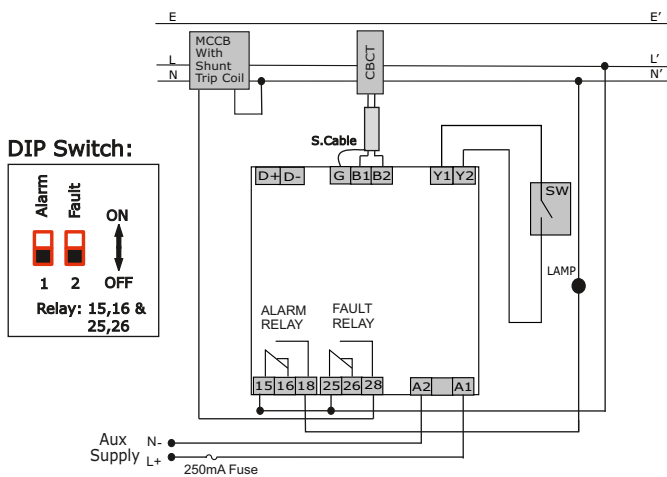 E E'
MCCB
With
Shunt
Trip Coil
CBCT
L L'
N N'
S.Cable
DIP Switch:
Alarm Fault
ON
OFF
1 2
Relay: 15,16 &
25,26
D+ D- G B1 B2 Y1 Y2
SW
LAMP
ALARM
RELAY
FAULT
RELAY
15 16 18 25 26 28 A2 A1
Aux
Supply
N-
L+
250mA Fuse